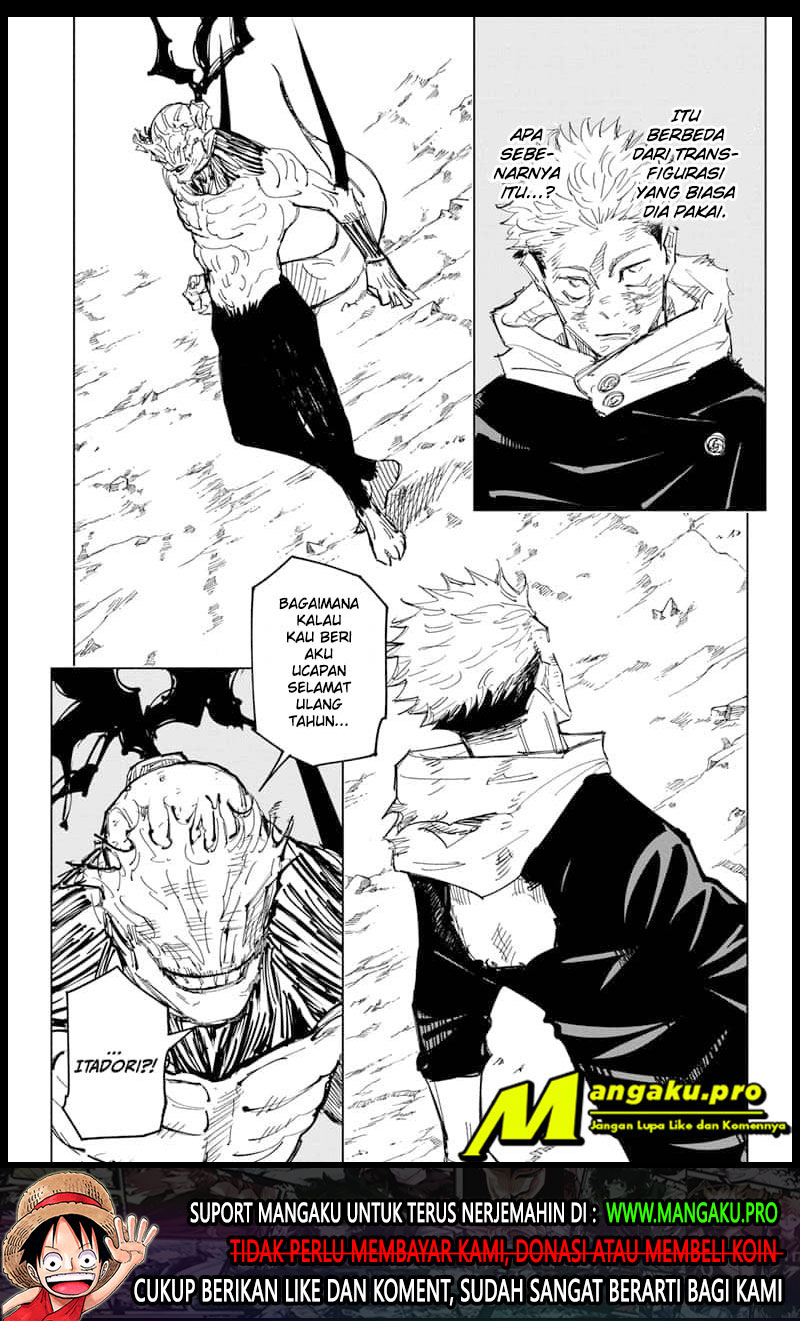 ITU
BERBEDA
DARI TRANS-
FIGURASI
YANG BIASA
DIA PAKAI.
APA
SEBE-
NARNYA
ITU...?
BAGAIMANA
KALAU
KAU BERI
AKU
UCAPAN
SELAMAT
ULANG
TAHUN...
...
ITADORI?!
Mangaku.pro
Jangan Lupa Like dan Komennya
SUPORT MANGAKU UNTUK TERUS NERJEMAHIN DI : WWW.MANGAKU.PRO
TIDAK PERLU MEMBAYAR KAMI, DONASI ATAU MEMBELI KOIN
CUKUP BERIKAN LIKE DAN KOMENT, SUDAH SANGAT BERARTI BAGI KAMI